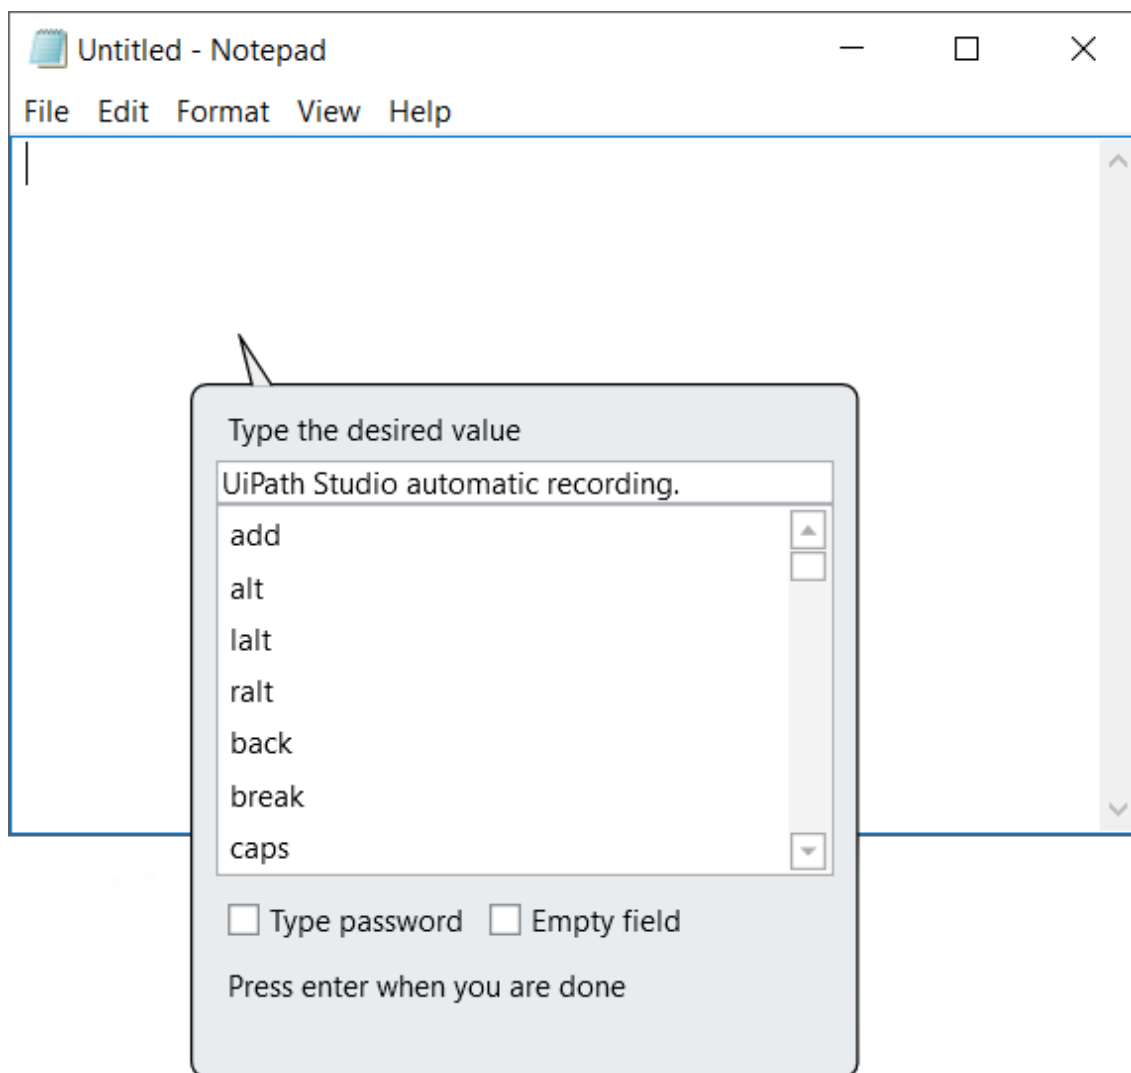 Untitled - Notepad
File Edit Format View Help
Type the desired value
UiPath Studio automatic recording.
add
alt
lalt
ralt
back
break
caps
Type password Empty field
Press enter when you are done